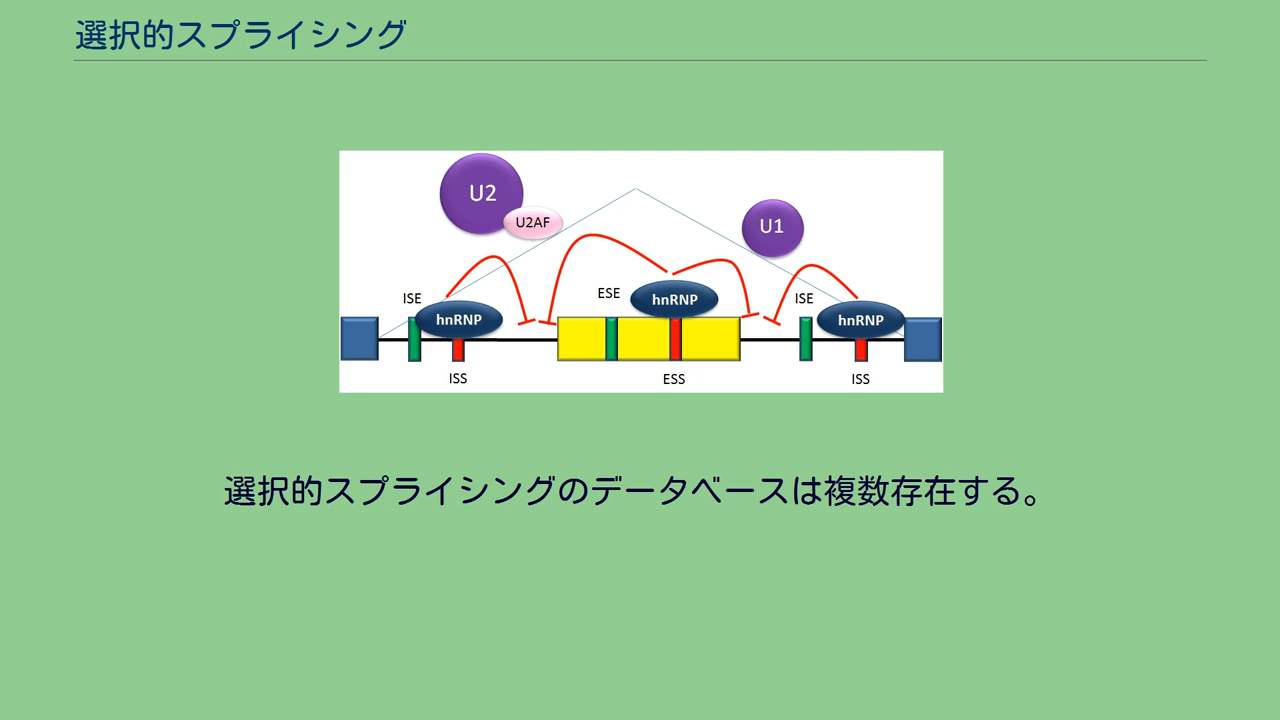 選択的スプライシング
U2
U2AF
U1
ISE
ESE
ISE
hnRNP
hnRNP
hnRNP
ISS
ESS
ISS
選択的スプライシングのデータベースは複数存在する。